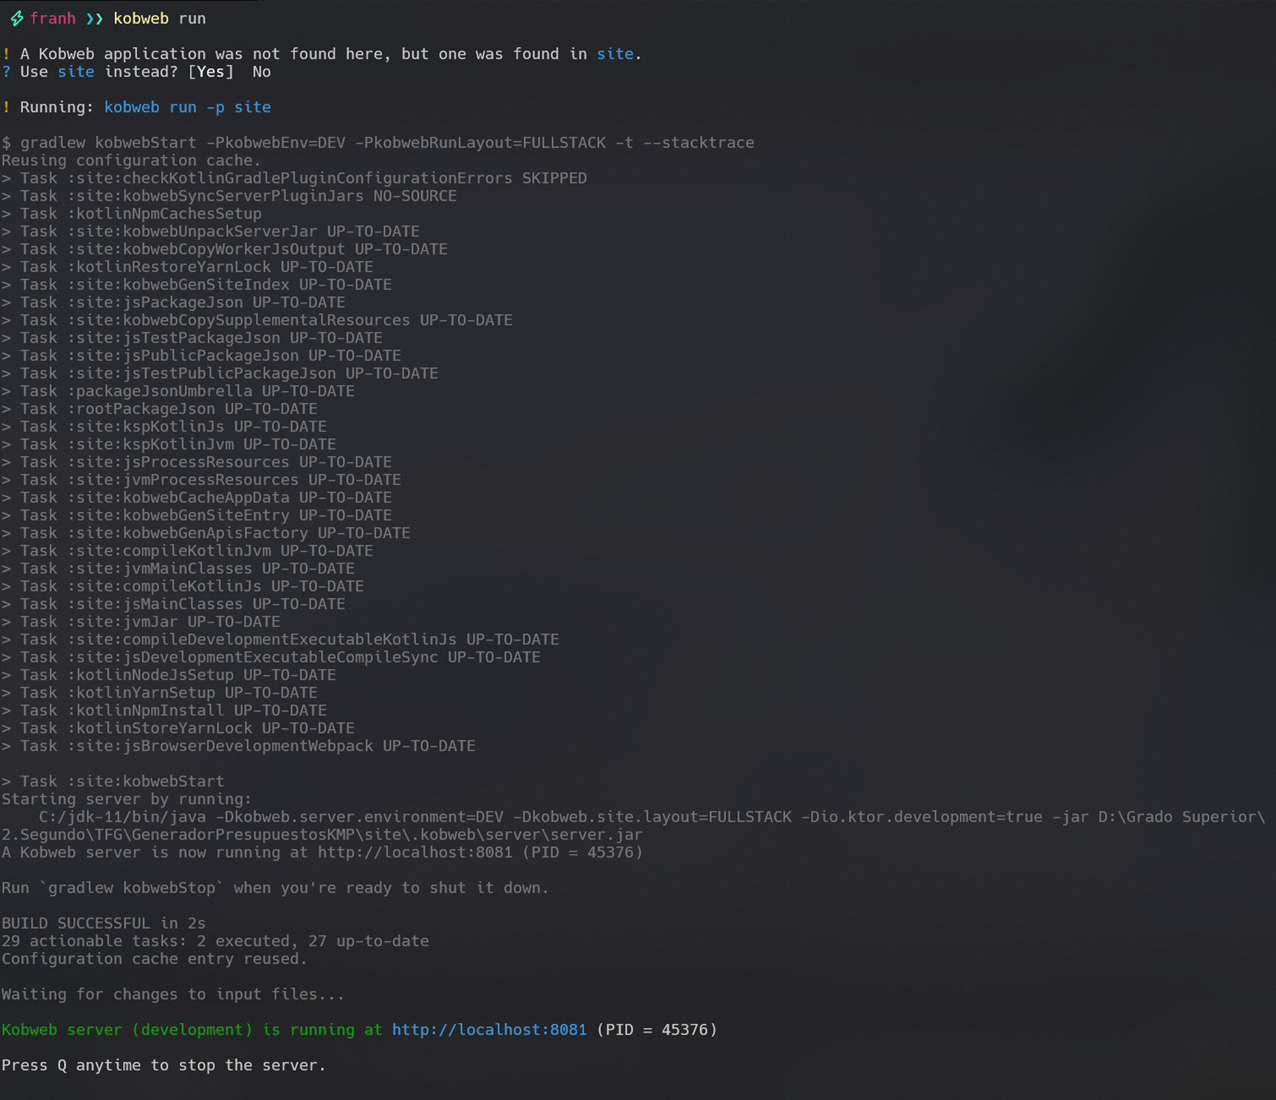 franh ❯❯ kobweb run
! A Kobweb application was not found here, but one was found in site.
? Use site instead? [Yes]  No
! Running: kobweb run -p site
$ gradlew kobwebStart -PkobwebEnv=DEV -PkobwebRunLayout=FULLSTACK -t --stacktrace
Reusing configuration cache.
> Task :site:checkKotlinGradlePluginConfigurationErrors SKIPPED
> Task :site:kobwebSyncServerPluginJars NO-SOURCE
> Task :kotlinNpmCachesSetup
> Task :site:kobwebUnpackServerJar UP-TO-DATE
> Task :site:kobwebCopyWorkerJsOutput UP-TO-DATE
> Task :kotlinRestoreYarnLock UP-TO-DATE
> Task :site:kobwebGenSiteIndex UP-TO-DATE
> Task :site:jsPackageJson UP-TO-DATE
> Task :site:kobwebCopySupplementalResources UP-TO-DATE
> Task :site:jsTestPackageJson UP-TO-DATE
> Task :site:jsPublicPackageJson UP-TO-DATE
> Task :site:jsTestPublicPackageJson UP-TO-DATE
> Task :packageJsonUmbrella UP-TO-DATE
> Task :rootPackageJson UP-TO-DATE
> Task :site:kspKotlinJs UP-TO-DATE
> Task :site:kspKotlinJvm UP-TO-DATE
> Task :site:jsProcessResources UP-TO-DATE
> Task :site:jvmProcessResources UP-TO-DATE
> Task :site:kobwebCacheAppData UP-TO-DATE
> Task :site:kobwebGenSiteEntry UP-TO-DATE
> Task :site:kobwebGenApisFactory UP-TO-DATE
> Task :site:compileKotlinJvm UP-TO-DATE
> Task :site:jvmMainClasses UP-TO-DATE
> Task :site:compileKotlinJs UP-TO-DATE
> Task :site:jsMainClasses UP-TO-DATE
> Task :site:jvmJar UP-TO-DATE
> Task :site:compileDevelopmentExecutableKotlinJs UP-TO-DATE
> Task :site:jsDevelopmentExecutableCompileSync UP-TO-DATE
> Task :kotlinNodeJsSetup UP-TO-DATE
> Task :kotlinYarnSetup UP-TO-DATE
> Task :kotlinNpmInstall UP-TO-DATE
> Task :kotlinStoreYarnLock UP-TO-DATE
> Task :site:jsBrowserDevelopmentWebpack UP-TO-DATE
> Task :site:kobwebStart
Starting server by running:
    C:/jdk-11/bin/java -Dkobweb.server.environment=DEV -Dkobweb.site.layout=FULLSTACK -Dio.ktor.development=true -jar D:\Grado Superior\
2.Segundo\TFG\GeneradorPresupuestosKMP\site\.kobweb\server\server.jar
A Kobweb server is now running at http://localhost:8081 (PID = 45376)
Run `gradlew kobwebStop` when you're ready to shut it down.
BUILD SUCCESSFUL in 2s
29 actionable tasks: 2 executed, 27 up-to-date
Configuration cache entry reused.
Waiting for changes to input files...
Kobweb server (development) is running at http://localhost:8081 (PID = 45376)
Press Q anytime to stop the server.